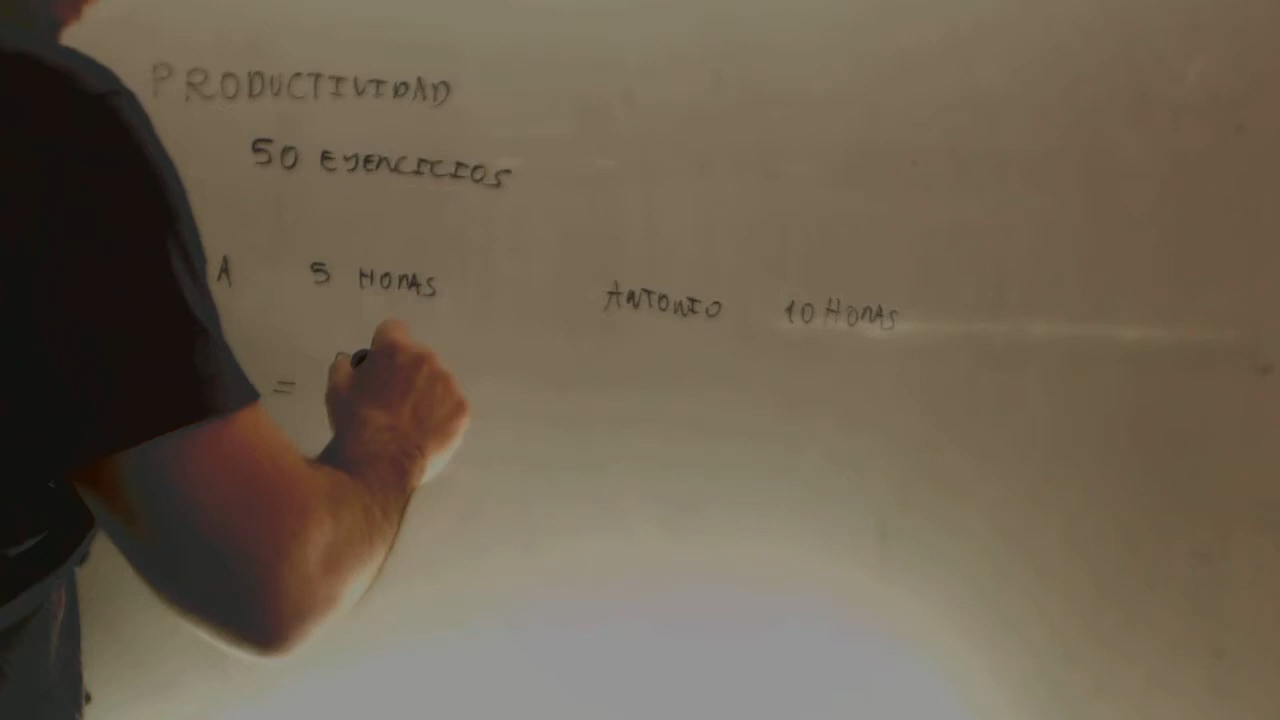 PRODUCTIVIDAD
50 EJERCICIOS
A 5 HORAS ANTONIO 10 HORAS
=